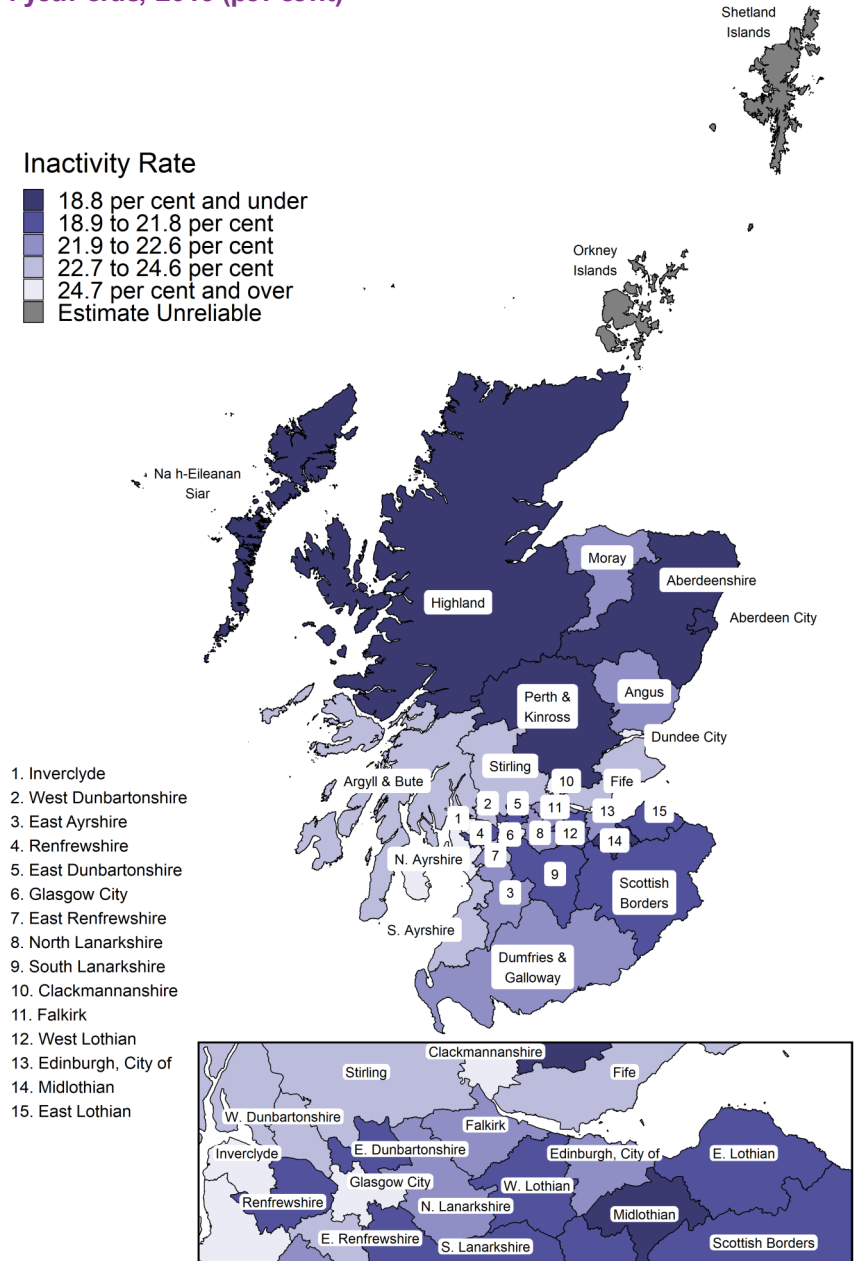 Shetland
Islands
Inactivity Rate
18.8 per cent and under
18.9 to 21.8 per cent
21.9 to 22.6 per cent
22.7 to 24.6 per cent
24.7 per cent and over
Estimate Unreliable
Orkney
Islands
Na h-Eileanan
Siar
Moray
Aberdeenshire
Highland
Aberdeen City
Perth &
Kinross
Angus
Dundee City
Stirling
Argyll & Bute
10
Fife
2
5
11
13
15
1
4
6
8
12
14
N. Ayrshire
7
9
3
Scottish
Borders
S. Ayrshire
Dumfries &
Galloway
1. Inverclyde
2. West Dunbartonshire
3. East Ayrshire
4. Renfrewshire
5. East Dunbartonshire
6. Glasgow City
7. East Renfrewshire
8. North Lanarkshire
9. South Lanarkshire
10. Clackmannanshire
11. Falkirk
12. West Lothian
13. Edinburgh, City of
14. Midlothian
15. East Lothian
Clackmannanshire
Stirling
Fife
W. Dunbartonshire
Falkirk
Inverclyde
E. Dunbartonshire
Edinburgh, City of
E. Lothian
Glasgow City
W. Lothian
Renfrewshire
N. Lanarkshire
Midlothian
E. Renfrewshire
S. Lanarkshire
Scottish Borders